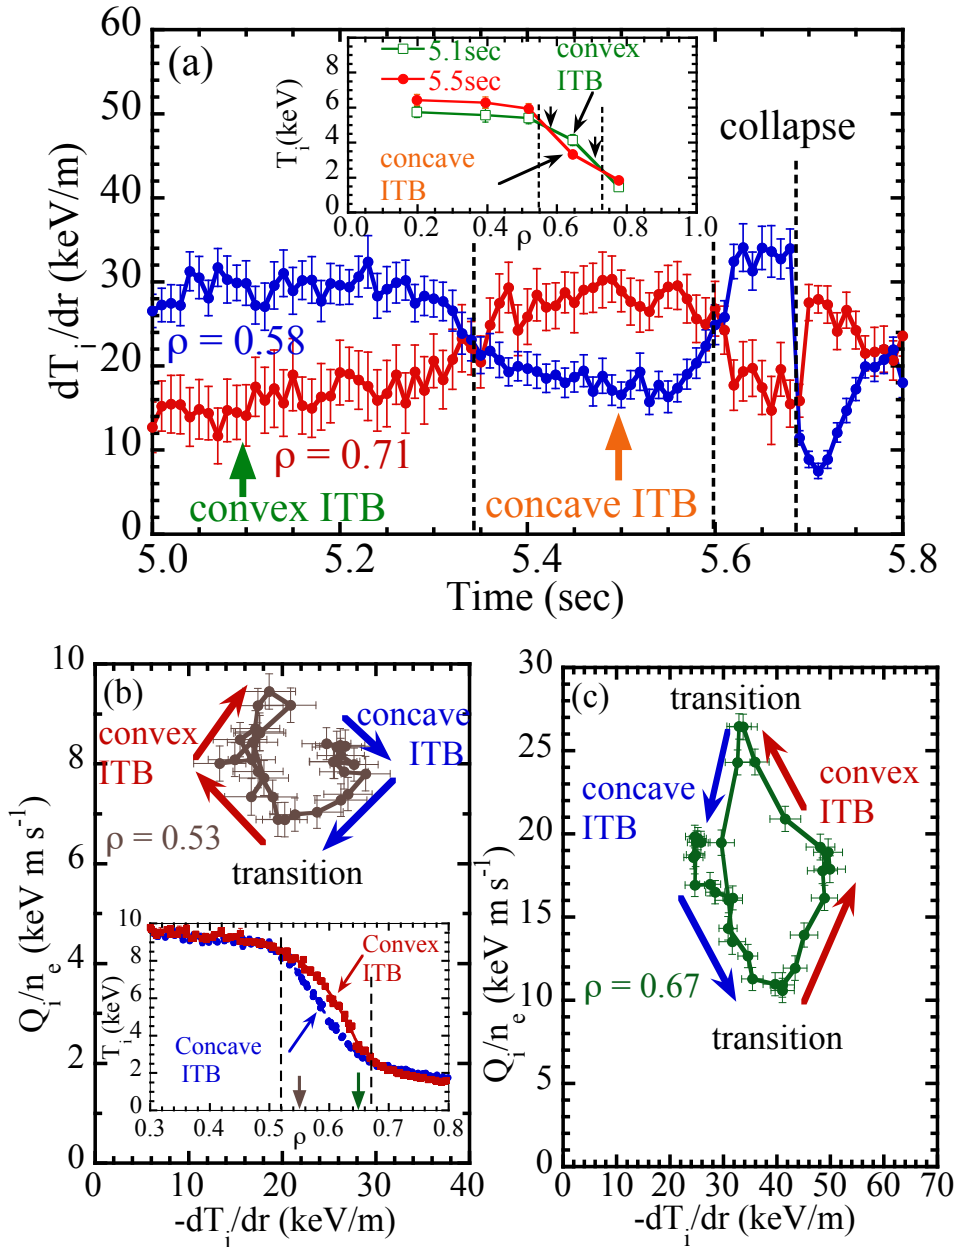 (a)
60
50
40
30
20
10
0
dTi/dr (keV/m)
5.0
5.2
5.4
5.6
5.8
Time (sec)
8
6
4
2
0
Ti(keV)
0.2
0.4
0.6
0.8
1.0
ρ
5.1sec
5.5sec
convex
ITB
concave
ITB
collapse
ρ = 0.58
ρ = 0.71
convex ITB
concave ITB
(b)
10
8
6
4
2
0
Qi/ne (keV m s-1)
convex
ITB
concave
ITB
ρ = 0.53
transition
10
8
6
4
2
0
Ti (keV)
Convex
ITB
Concave
ITB
0.3
0.4
0.5
ρ
0.6
0.7
0.8
0
10
20
30
40
-dTi/dr (keV/m)
(c)
30
25
20
15
10
5
0
Qi/ne (keV m s-1)
transition
concave
ITB
convex
ITB
ρ = 0.67
transition
0
10
20
30
40
50
60
70
-dTi/dr (keV/m)